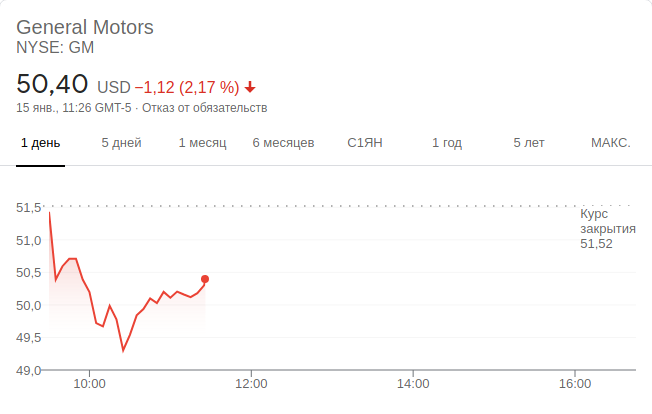 General Motors
NYSE: GM
50,40 USD −1,12 (2,17 %)
15 янв., 11:26 GMT-5 · Отказ от обязательств
1 день 5 дней 1 месяц 6 месяцев С1ЯН 1 год 5 лет МАКС.
51,5
51,0
50,5
50,0
49,5
49,0
Курс
закрытия
51,52
10:00 12:00 14:00 16:00